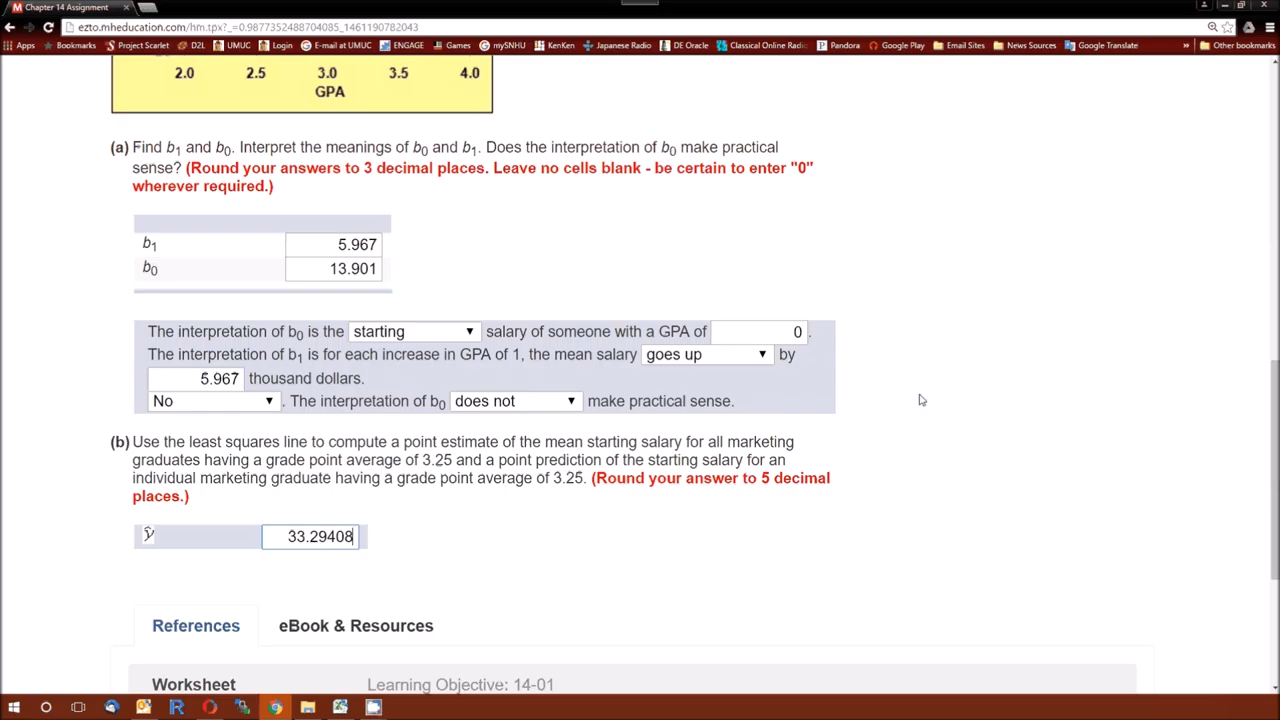 Chapter 14 Assignment
ezto.mheducation.com/hm.tpx?_=0.9877352488704085_1461190782043
Apps Bookmarks Project Scarlet D2L UMUC Login E-mail at UMUC ENGAGE Games mySNHU KenKen Japanese Radio DE Oracle Classical Online Radio Pandora Google Play Email Sites News Sources Google Translate » Other bookmarks
2.0 2.5 3.0 3.5 4.0
GPA
(a) Find b1 and b0. Interpret the meanings of b0 and b1. Does the interpretation of b0 make practical
sense? (Round your answers to 3 decimal places. Leave no cells blank - be certain to enter "0"
wherever required.)
b1 5.967
b0 13.901
The interpretation of b0 is the starting salary of someone with a GPA of 0.
The interpretation of b1 is for each increase in GPA of 1, the mean salary goes up by
5.967 thousand dollars.
No. The interpretation of b0 does not make practical sense.
(b) Use the least squares line to compute a point estimate of the mean starting salary for all marketing
graduates having a grade point average of 3.25 and a point prediction of the starting salary for an
individual marketing graduate having a grade point average of 3.25. (Round your answer to 5 decimal
places.)
ŷ 33.29408
References eBook & Resources
Worksheet Learning Objective: 14-01